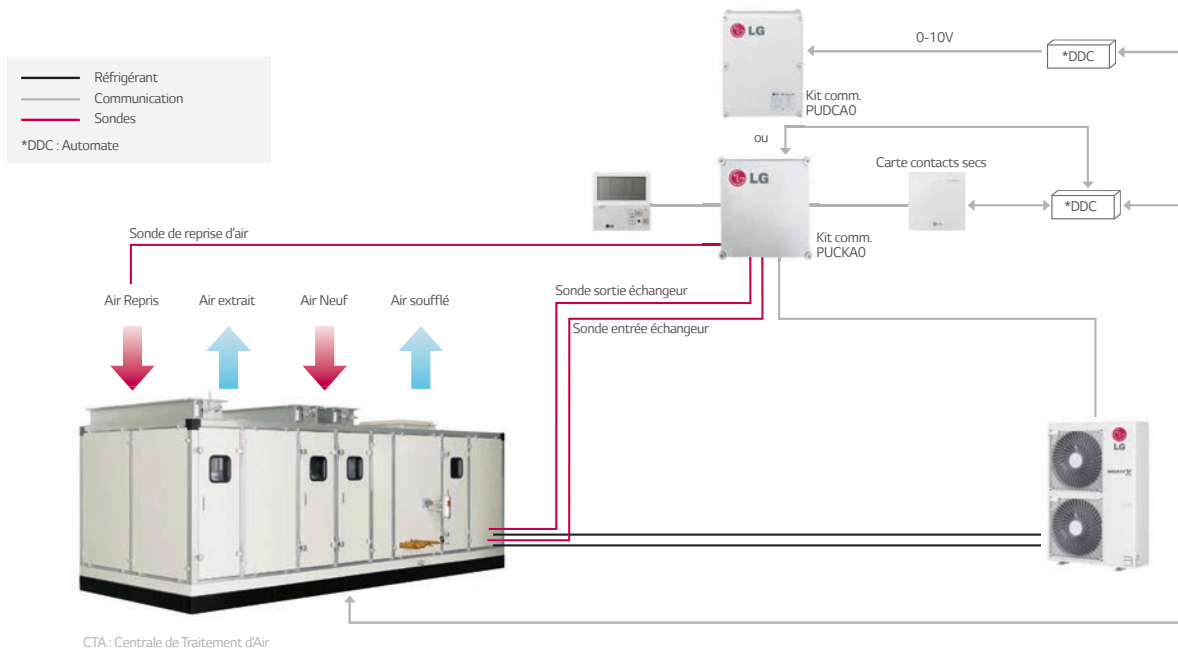 LG
0-10V
*DDC
Réfrigérant
Communication
Sondes
*DDC : Automate
Kit comm.
PUDCA0
ou
LG
Carte contacts secs
*DDC
Sonde de reprise d'air
Kit comm.
PUCKA0
Air Repris
Air extrait
Air Neuf
Air soufflé
Sonde sortie échangeur
Sonde entrée échangeur
LG
CTA : Centrale de Traitement d'Air